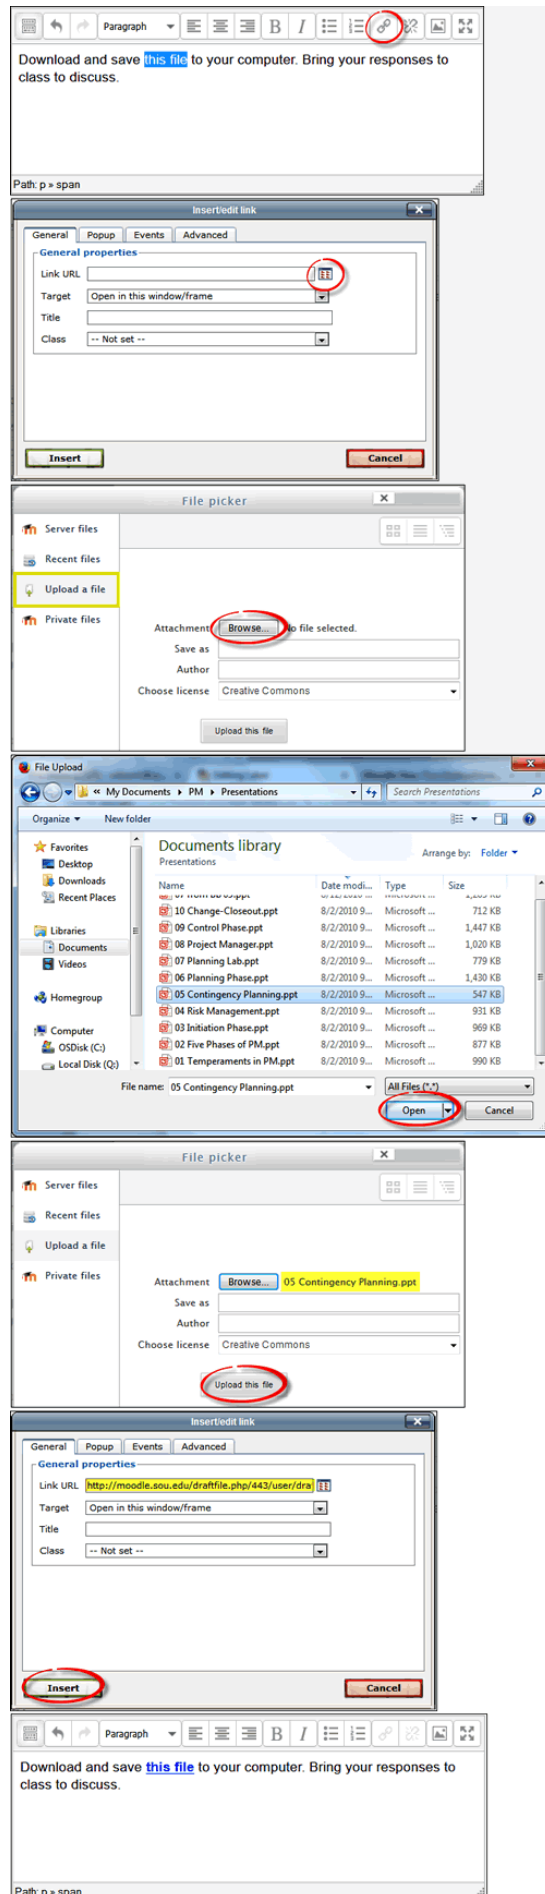 Paragraph B I
Download and save this file to your computer. Bring your responses to
class to discuss.
Path: p » span
Insert/edit link
General Popup Events Advanced
General properties
Link URL
Target Open in this window/frame
Title
Class -- Not set --
Insert Cancel
File picker
Server files
Recent files
Upload a file
Private files
Attachment Browse... No file selected.
Save as
Author
Choose license Creative Commons
Upload this file
File Upload
« My Documents ▸ PM ▸ Presentations Search Presentations
Organize New folder
Favorites
Desktop
Downloads
Recent Places
Libraries
Documents
Videos
Homegroup
Computer
OSDisk (C:)
Local Disk (Q:)
Documents library
Presentations
Arrange by: Folder
Name Date modi... Type Size
10 Change-Closeout.ppt 8/2/2010 9... Microsoft ... 712 KB
09 Control Phase.ppt 8/2/2010 9... Microsoft ... 1,447 KB
08 Project Manager.ppt 8/2/2010 9... Microsoft ... 1,020 KB
07 Planning Lab.ppt 8/2/2010 9... Microsoft ... 779 KB
06 Planning Phase.ppt 8/2/2010 9... Microsoft ... 1,430 KB
05 Contingency Planning.ppt 8/2/2010 9... Microsoft ... 547 KB
04 Risk Management.ppt 8/2/2010 9... Microsoft ... 931 KB
03 Initiation Phase.ppt 8/2/2010 9... Microsoft ... 969 KB
02 Five Phases of PM.ppt 8/2/2010 9... Microsoft ... 877 KB
01 Temperaments in PM.ppt 8/2/2010 9... Microsoft ... 990 KB
File name: 05 Contingency Planning.ppt All Files (*.*)
Open Cancel
File picker
Server files
Recent files
Upload a file
Private files
Attachment Browse... 05 Contingency Planning.ppt
Save as
Author
Choose license Creative Commons
Upload this file
Insert/edit link
General Popup Events Advanced
General properties
Link URL http://moodle.sou.edu/draftfile.php/443/user/dra
Target Open in this window/frame
Title
Class -- Not set --
Insert Cancel
Paragraph B I
Download and save this file to your computer. Bring your responses to
class to discuss.
Path: p » span